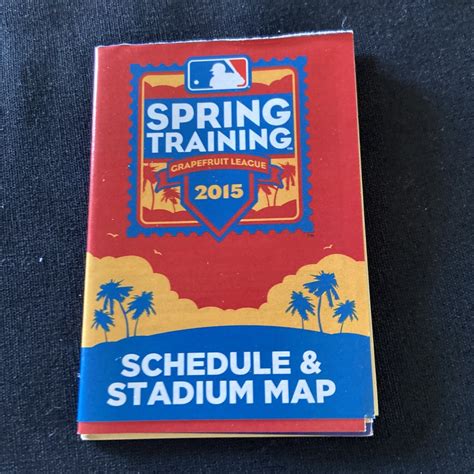 SPRING
TRAINING
GRAPEFRUIT LEAGUE
2015
SCHEDULE &
STADIUM MAP